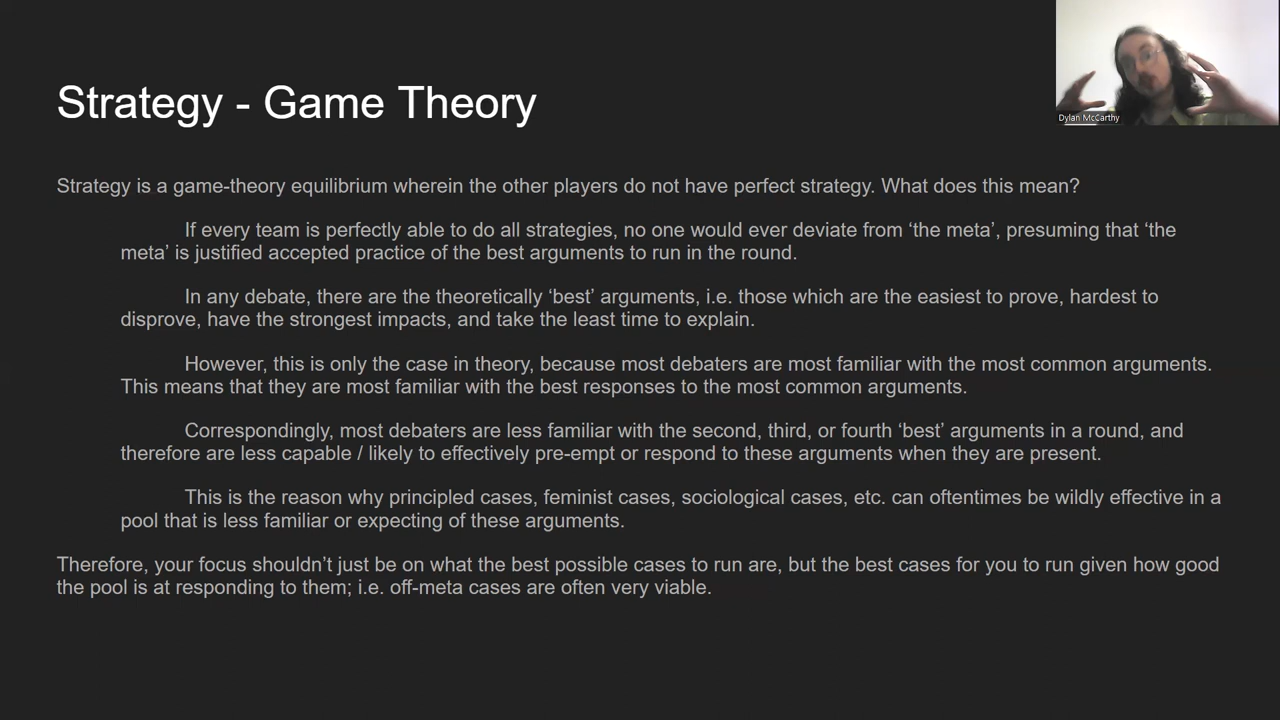 Strategy - Game Theory
Dylan McCarthy
Strategy is a game-theory equilibrium wherein the other players do not have perfect strategy. What does this mean?
If every team is perfectly able to do all strategies, no one would ever deviate from ‘the meta’, presuming that ‘the
meta’ is justified accepted practice of the best arguments to run in the round.
In any debate, there are the theoretically ‘best’ arguments, i.e. those which are the easiest to prove, hardest to
disprove, have the strongest impacts, and take the least time to explain.
However, this is only the case in theory, because most debaters are most familiar with the most common arguments.
This means that they are most familiar with the best responses to the most common arguments.
Correspondingly, most debaters are less familiar with the second, third, or fourth ‘best’ arguments in a round, and
therefore are less capable / likely to effectively pre-empt or respond to these arguments when they are present.
This is the reason why principled cases, feminist cases, sociological cases, etc. can oftentimes be wildly effective in a
pool that is less familiar or expecting of these arguments.
Therefore, your focus shouldn’t just be on what the best possible cases to run are, but the best cases for you to run given how good
the pool is at responding to them; i.e. off-meta cases are often very viable.